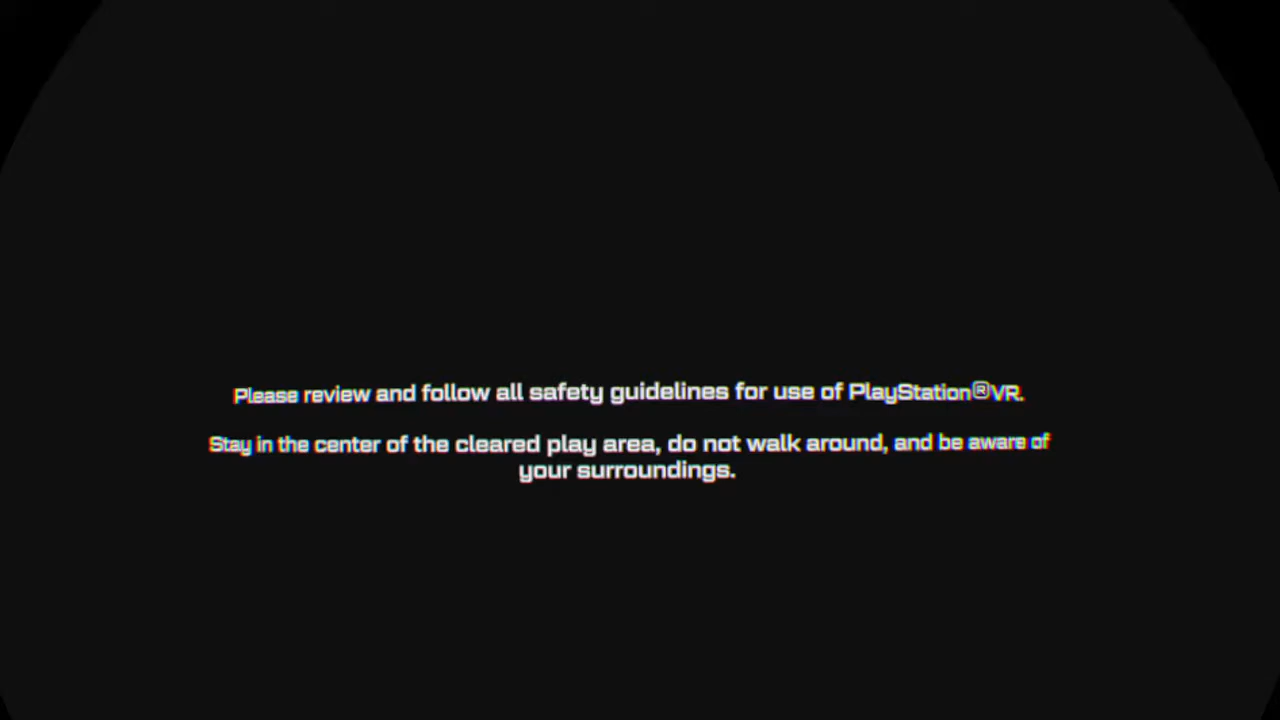 Please review and follow all safety guidelines for use of PlayStation®VR.
Stay in the center of the cleared play area, do not walk around, and be aware of
your surroundings.